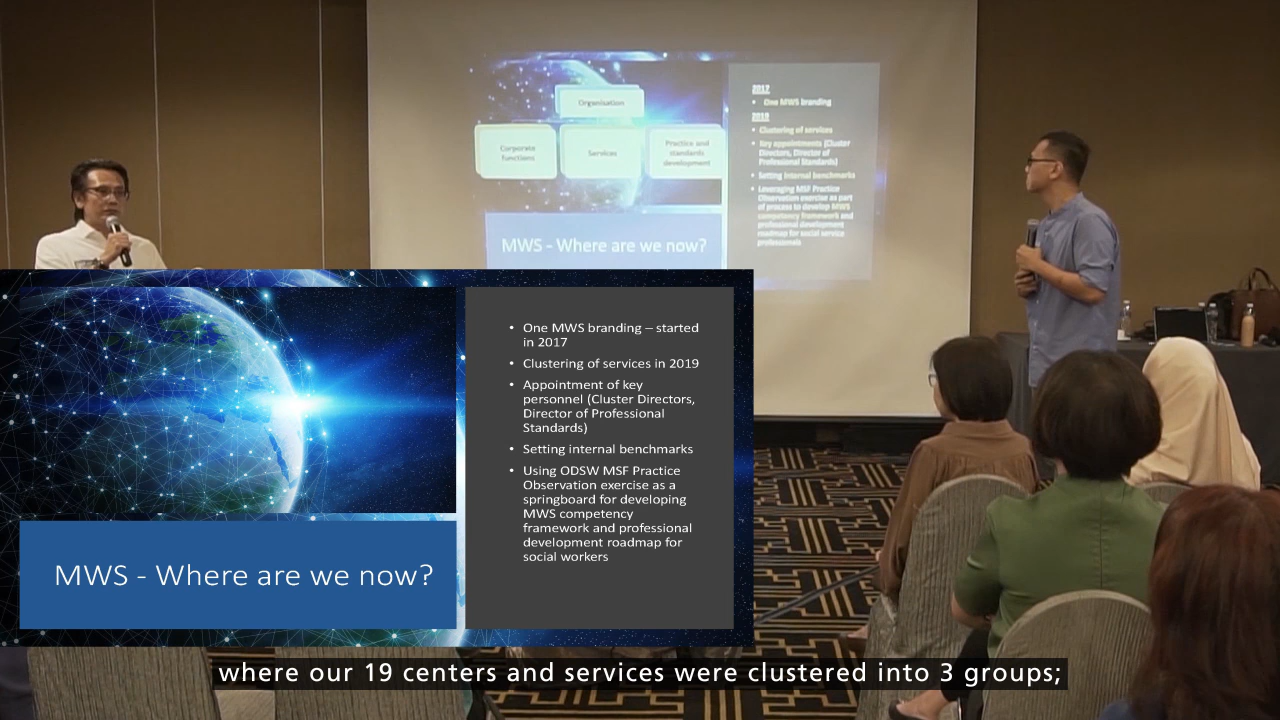 Organisation
Corporate
functions
Services
Practice and
standards
development
MWS - Where are we now?
2017
• One MWS branding
2019
• Clustering of services
• Key appointments (Cluster
Directors, Director of
Professional Standards)
• Setting internal benchmarks
• Leveraging MSF Practice
Observation exercise as part
of process to develop MWS
competency framework and
professional development
roadmap for social service
professionals
MWS - Where are we now?
• One MWS branding – started
in 2017
• Clustering of services in 2019
• Appointment of key
personnel (Cluster Directors,
Director of Professional
Standards)
• Setting internal benchmarks
• Using ODSW MSF Practice
Observation exercise as a
springboard for developing
MWS competency
framework and professional
development roadmap for
social workers
where our 19 centers and services were clustered into 3 groups;